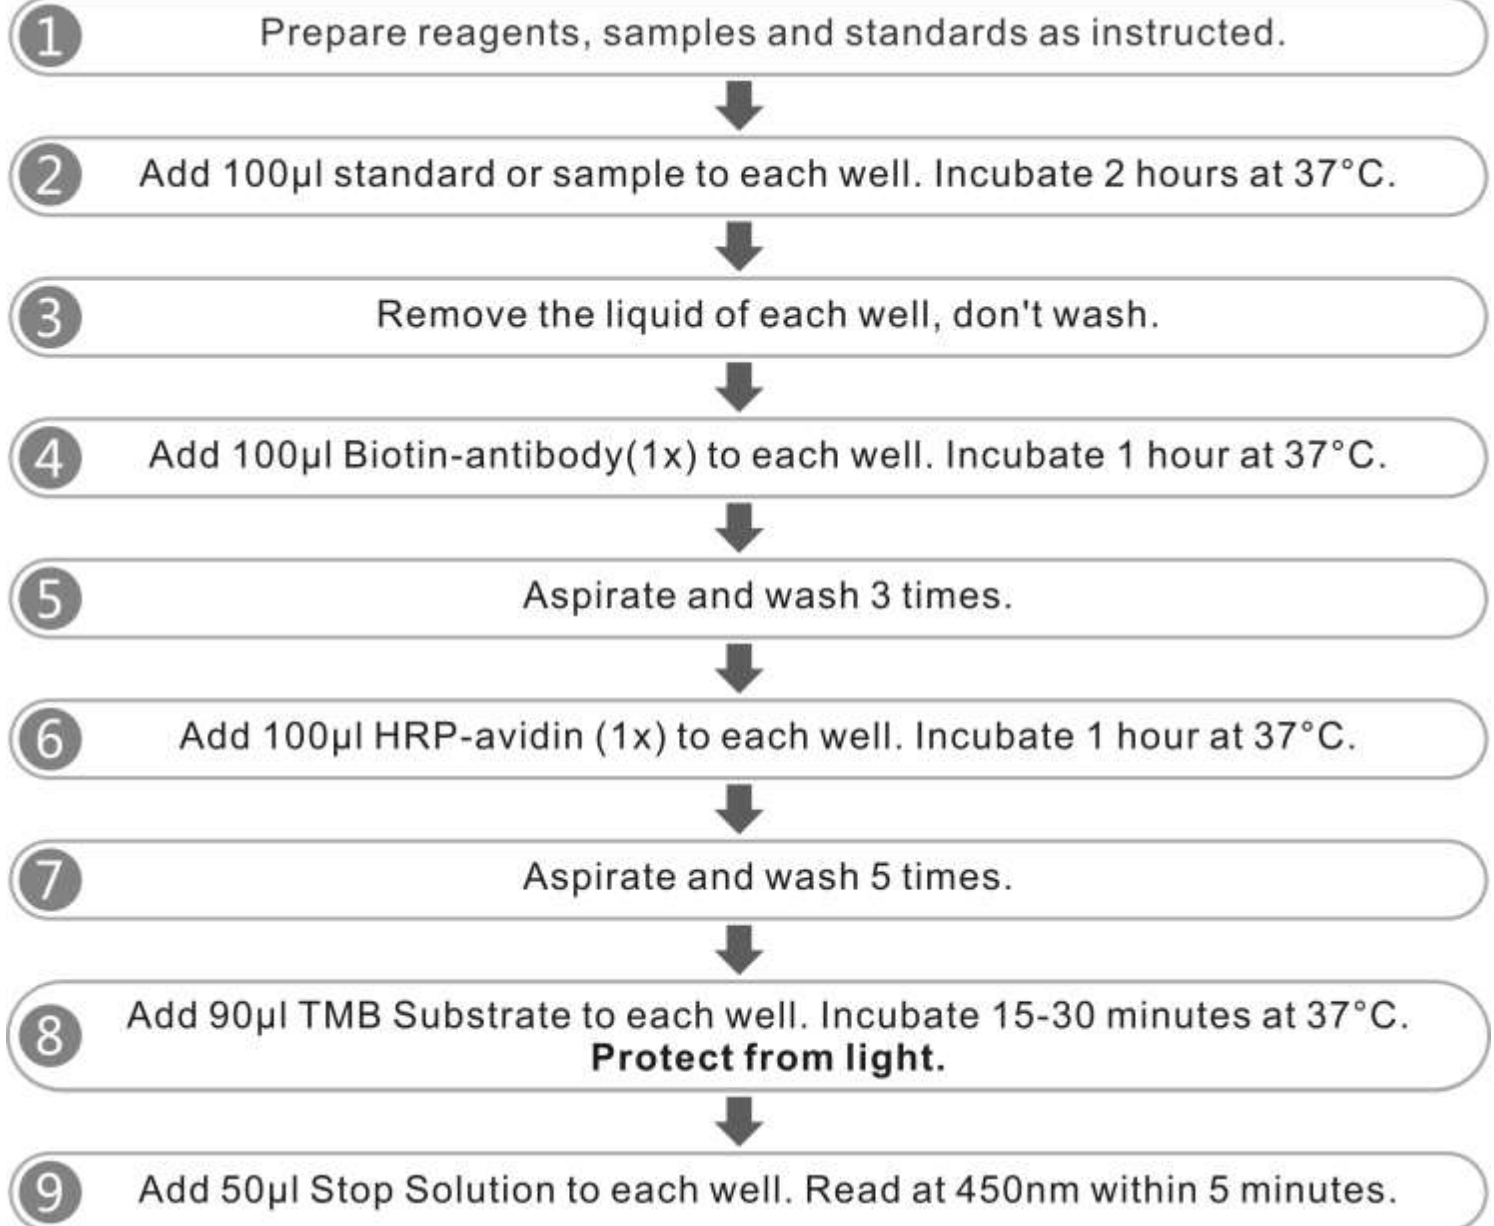 1 Prepare reagents, samples and standards as instructed.
2 Add 100µl standard or sample to each well. Incubate 2 hours at 37°C.
3 Remove the liquid of each well, don't wash.
4 Add 100µl Biotin-antibody(1x) to each well. Incubate 1 hour at 37°C.
5 Aspirate and wash 3 times.
6 Add 100µl HRP-avidin (1x) to each well. Incubate 1 hour at 37°C.
7 Aspirate and wash 5 times.
8 Add 90µl TMB Substrate to each well. Incubate 15-30 minutes at 37°C.
Protect from light.
9 Add 50µl Stop Solution to each well. Read at 450nm within 5 minutes.